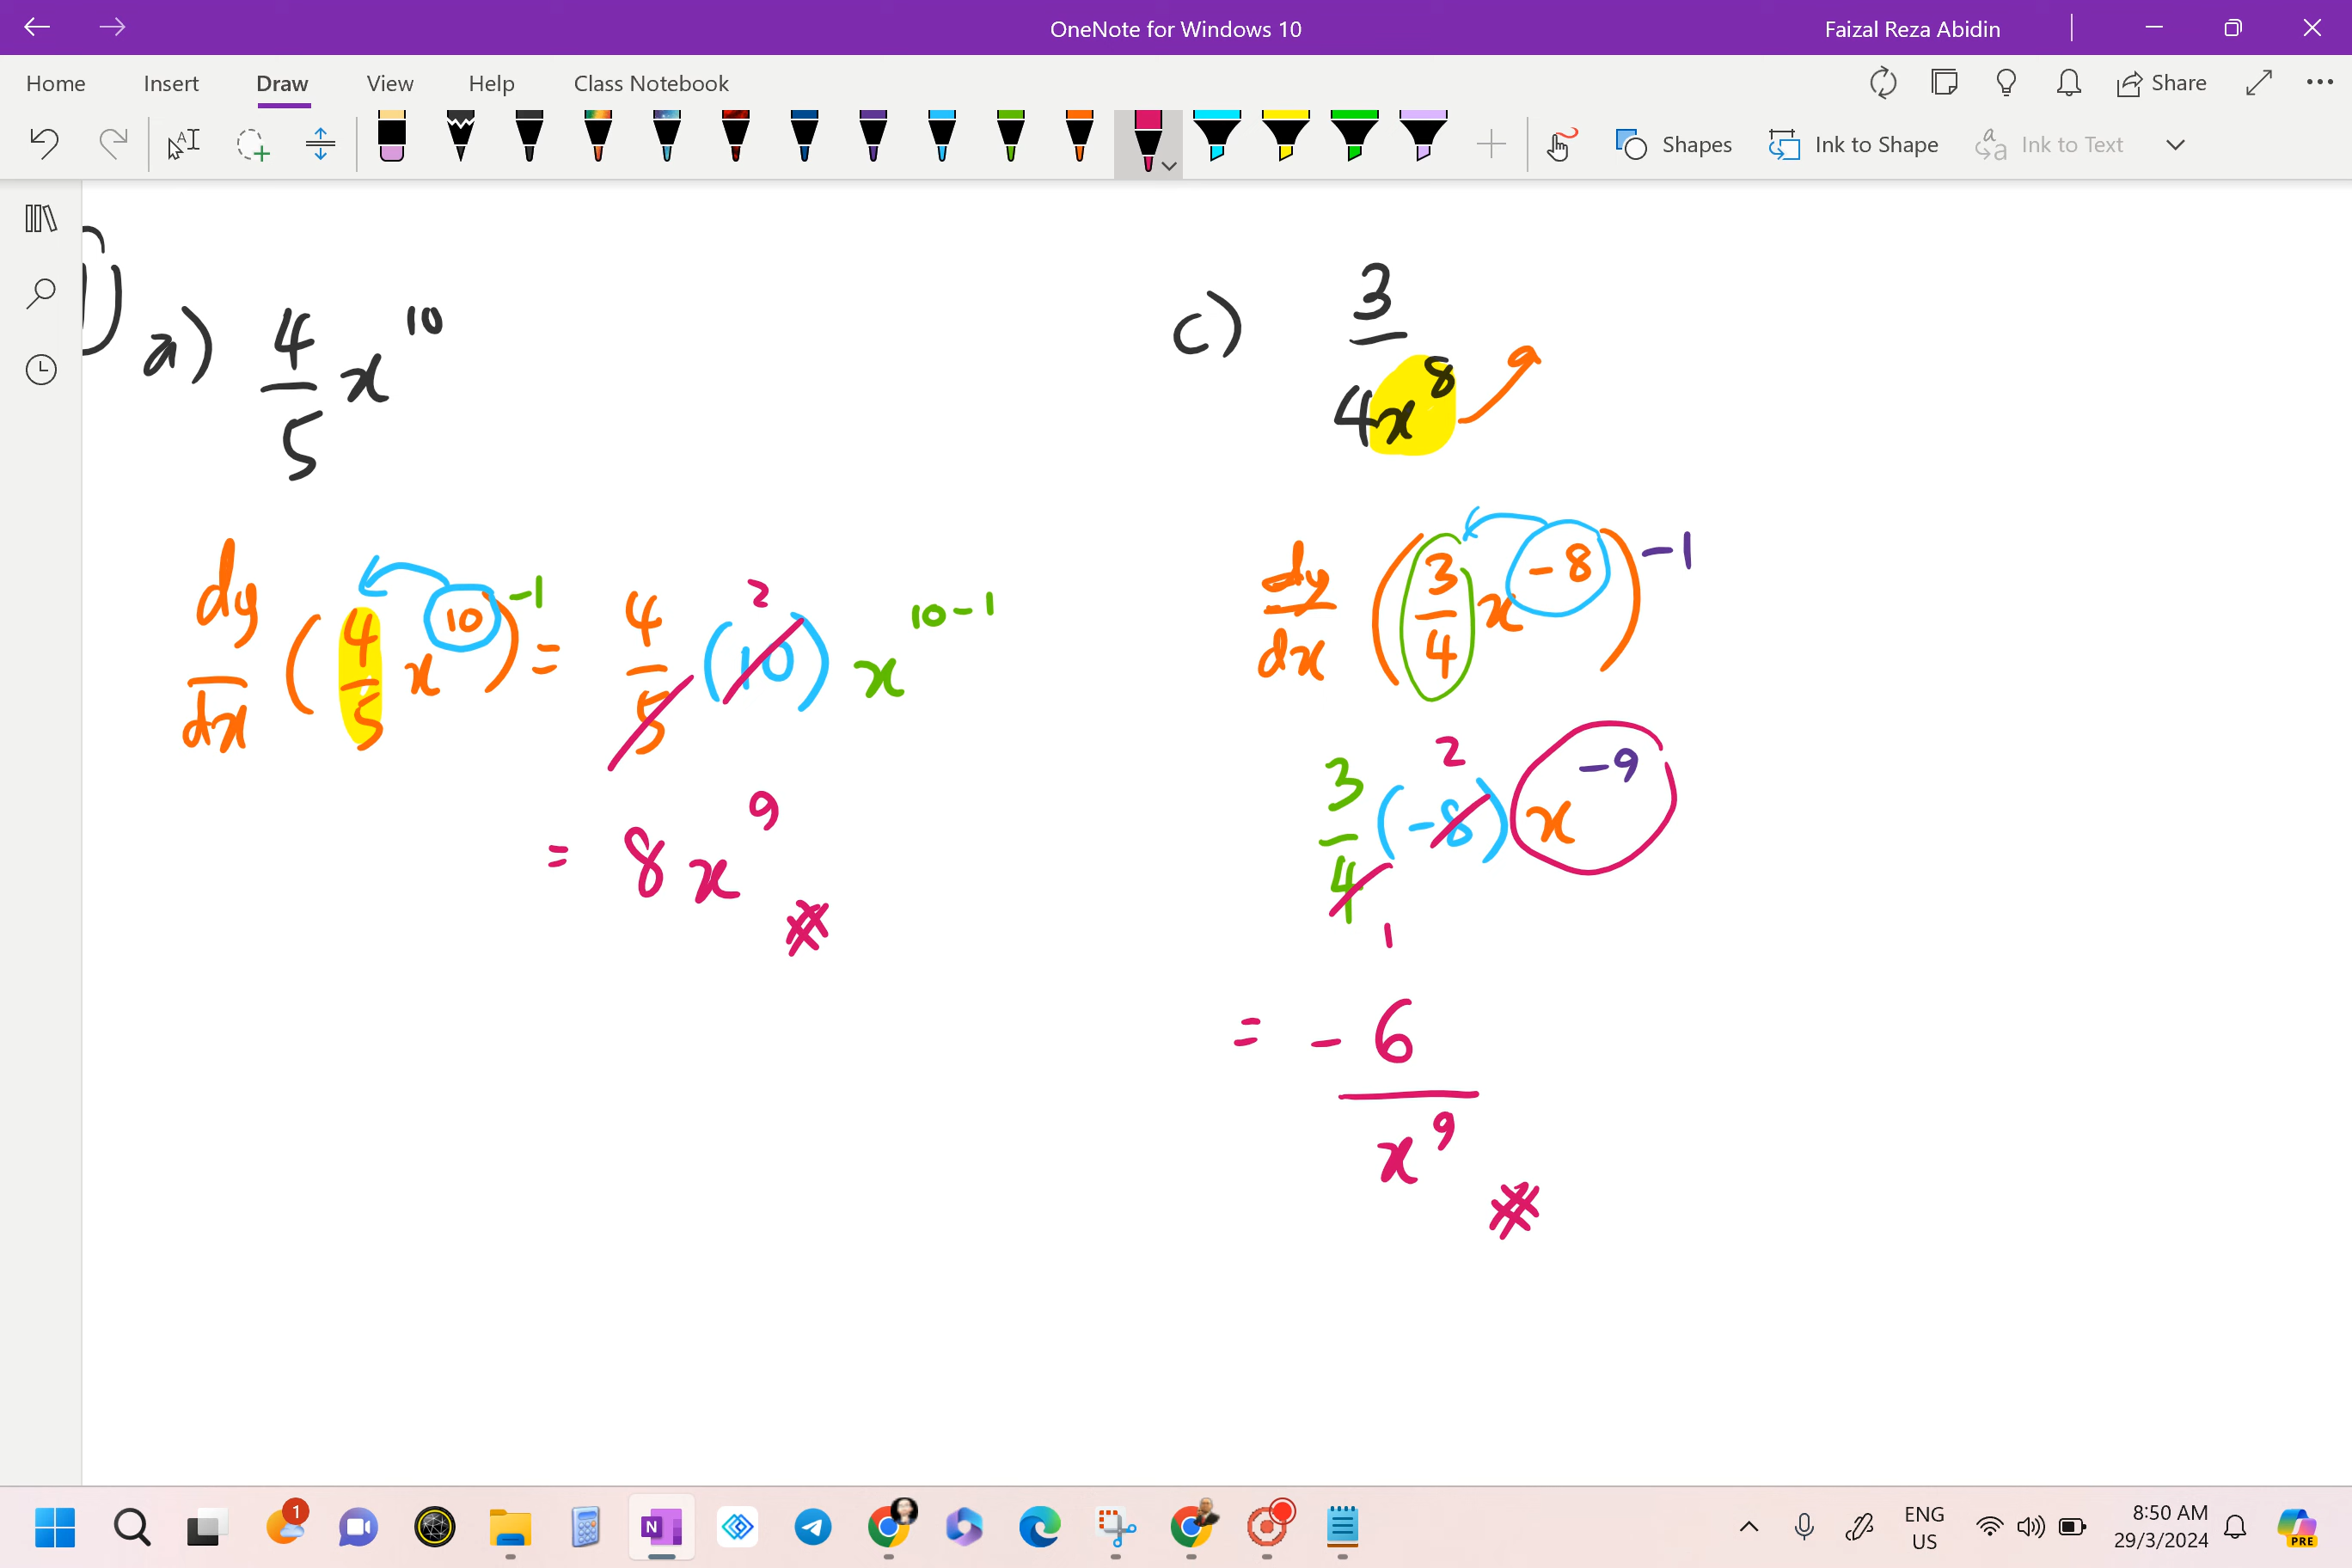 OneNote for Windows 10
Faizal Reza Abidin
Home Insert Draw View Help Class Notebook
Share
Shapes Ink to Shape Ink to Text
1) a) 4/5 x^10
dy/dx (4/5 x^10)^-1 = 4/5 (10) x^10-1
2
= 8x^9 #
c) 3/4x^8
dy/dx (3/4 x^-8)^-1
2
3/4 (-8) x^-9
1
= - 6/x^9 #
1
ENG
US
8:50 AM
29/3/2024
PRE